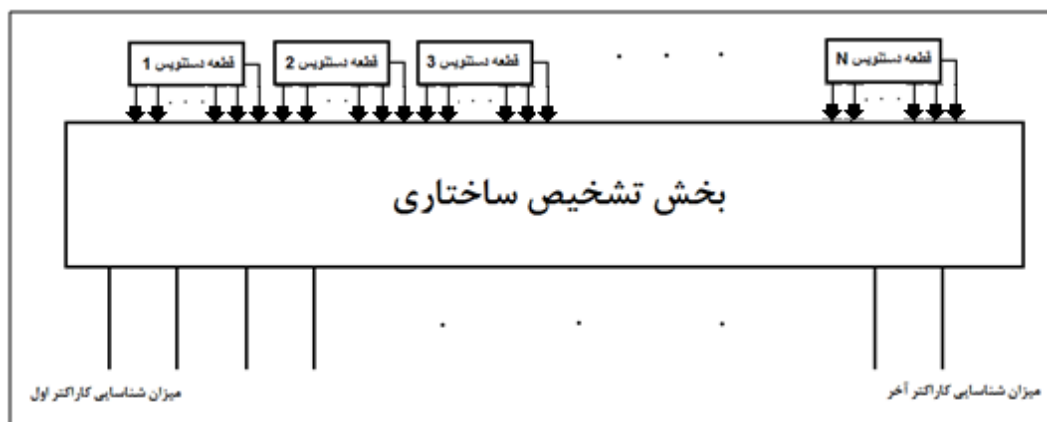 قطعه دستنویس 1
قطعه دستنویس 2
قطعه دستنویس 3
قطعه دستنویس N
بخش تشخیص ساختاری
میزان شناسایی کاراکتر اول
میزان شناسایی کاراکتر آخر